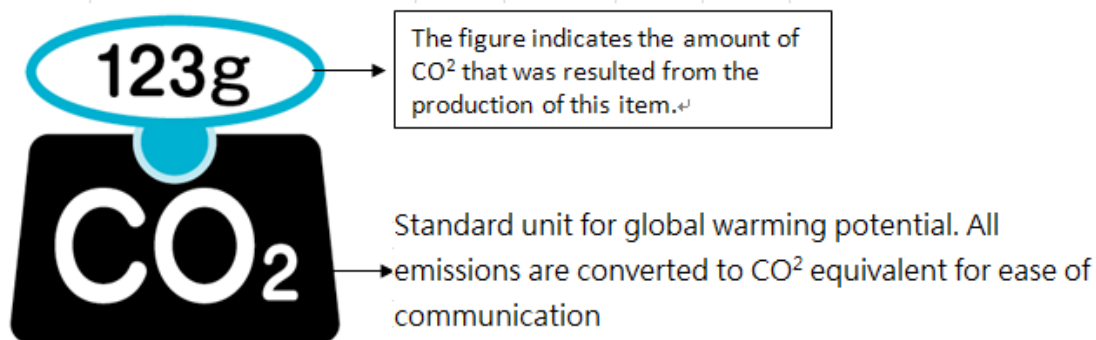 123g
The figure indicates the amount of
CO² that was resulted from the
production of this item.↵
CO₂
Standard unit for global warming potential. All
emissions are converted to CO² equivalent for ease of
communication